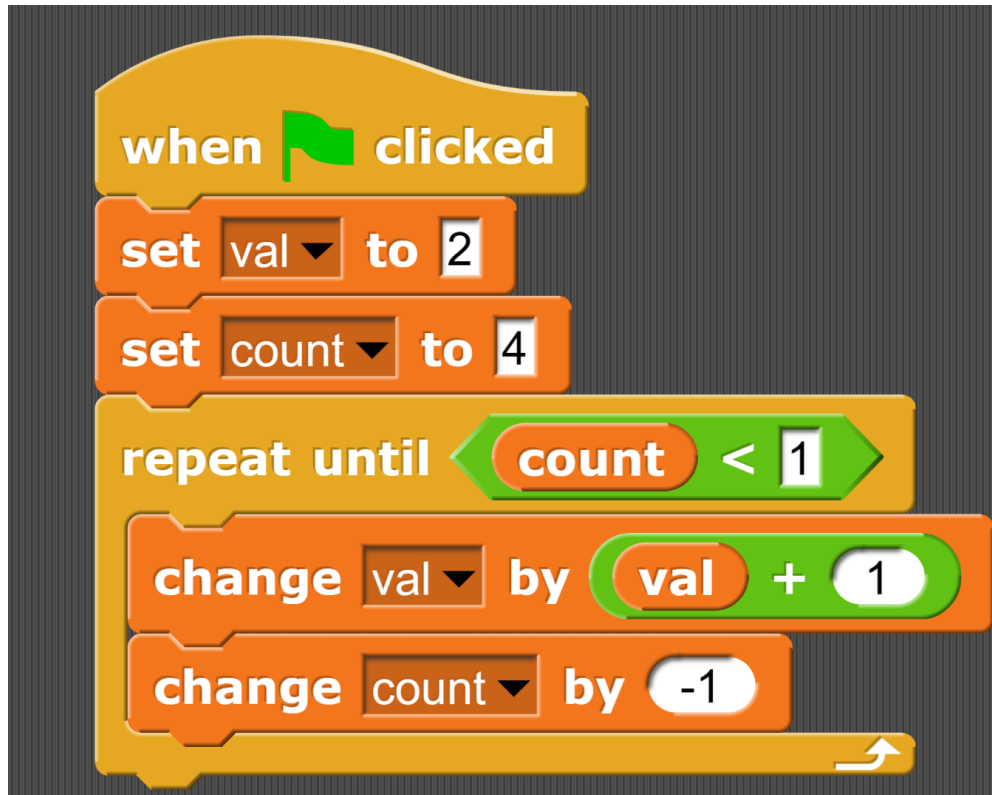 when clicked
set val to 2
set count to 4
repeat until count < 1
change val by val + 1
change count by -1